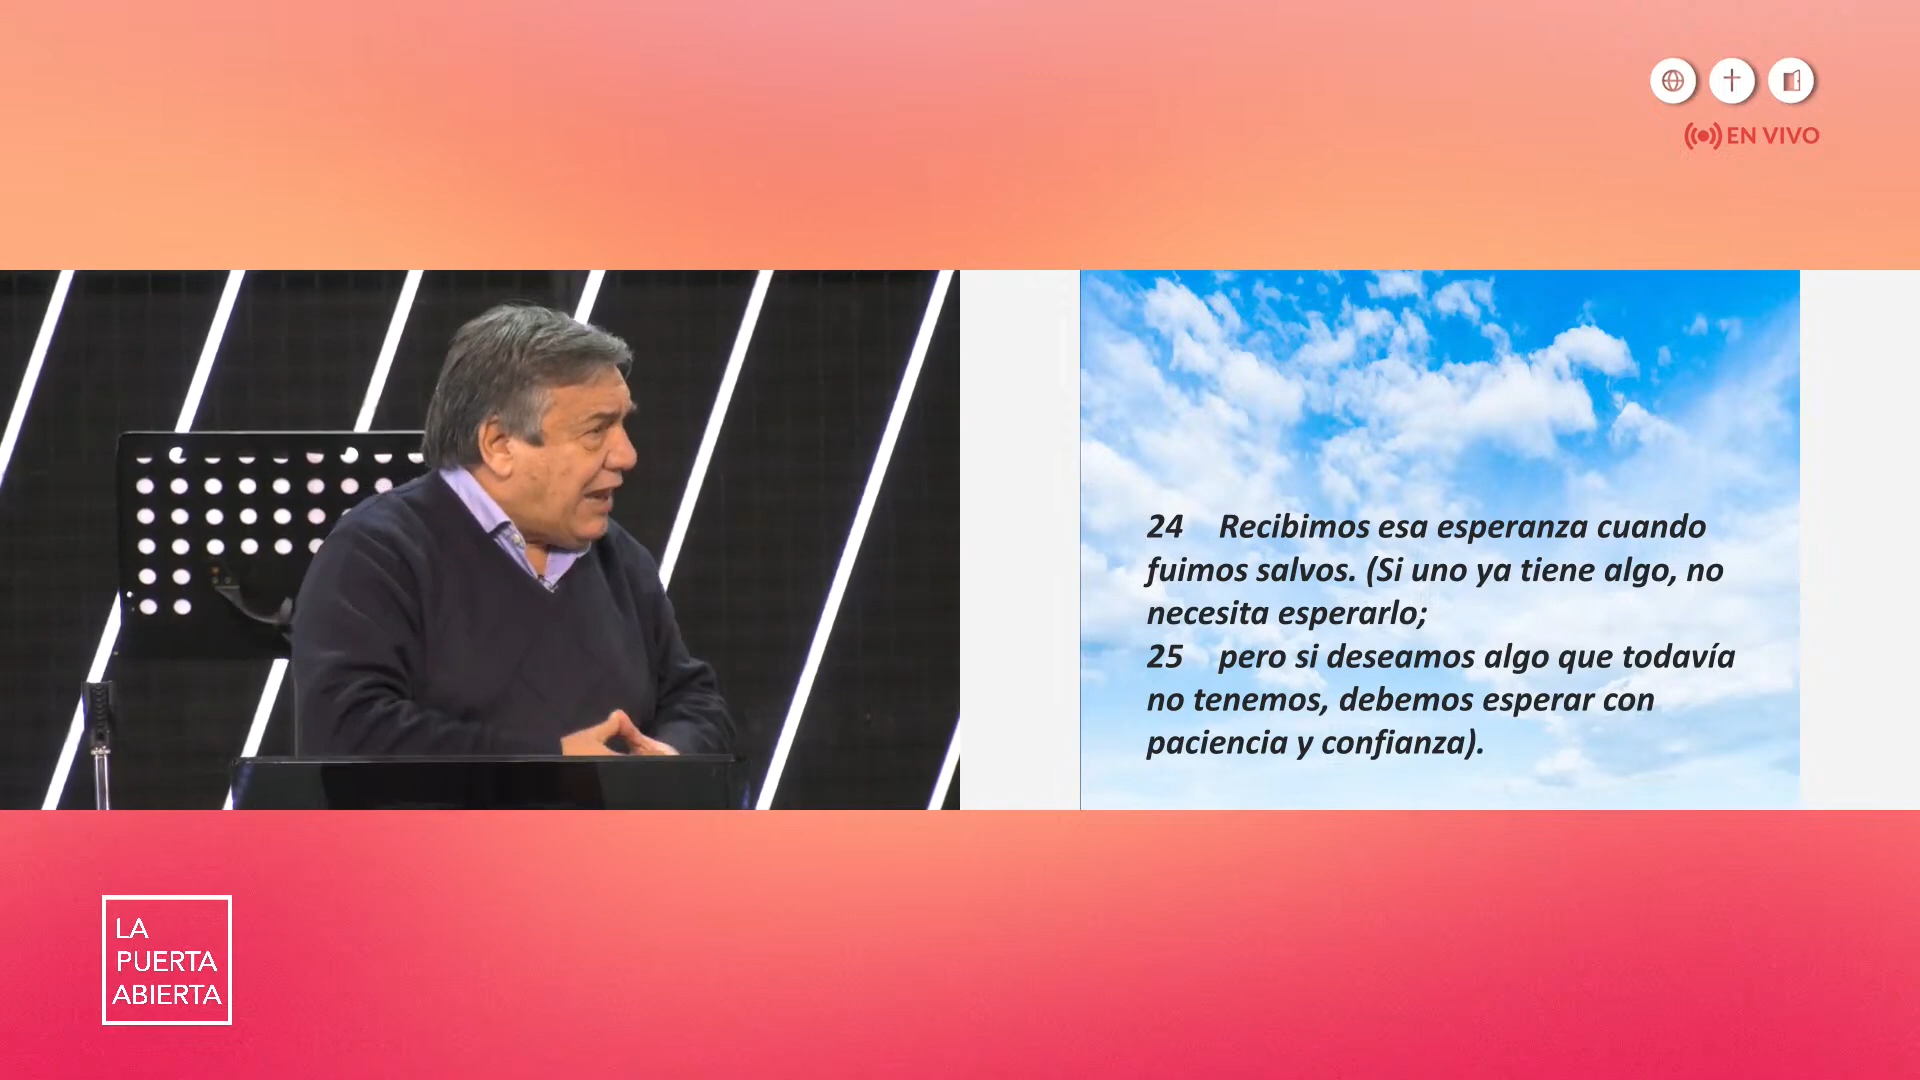 EN VIVO
24 Recibimos esa esperanza cuando
fuimos salvos. (Si uno ya tiene algo, no
necesita esperarlo;
25 pero si deseamos algo que todavía
no tenemos, debemos esperar con
paciencia y confianza).
LA
PUERTA
ABIERTA